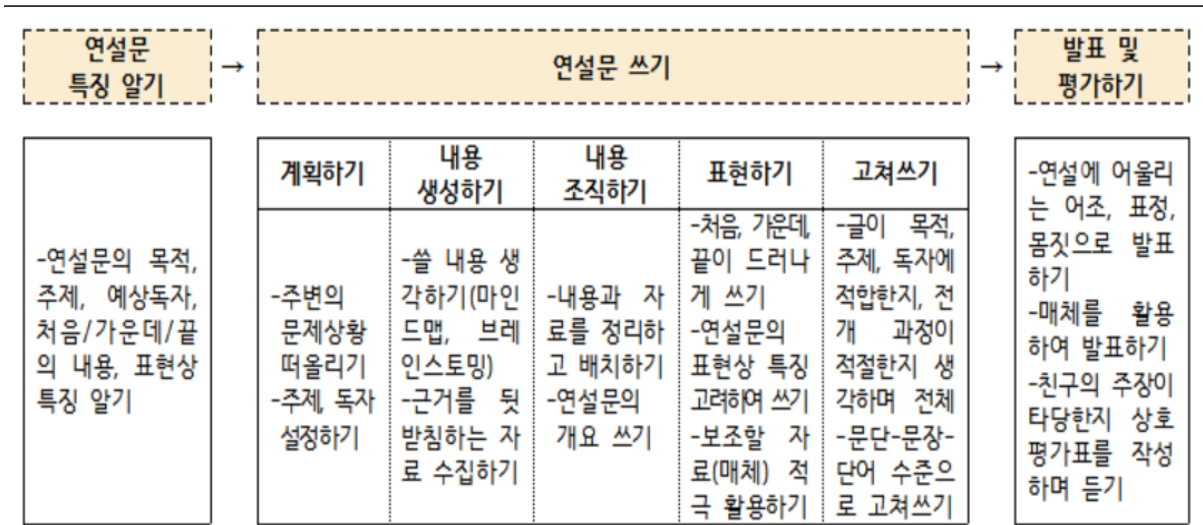 연설문
특징 알기
→
연설문 쓰기
→
발표 및
평가하기
-연설문의 목적,
주제, 예상독자,
처음/가운데/끝
의 내용, 표현상
특징 알기
계획하기
-주변의
문제상황
떠올리기
-주제, 독자
설정하기
내용
생성하기
-쓸 내용 생
각하기(마인
드맵, 브레
인스토밍)
-근거를 뒷
받침하는 자
료 수집하기
내용
조직하기
-내용과 자
료를 정리하
고 배치하기
-연설문의
개요 쓰기
표현하기
-처음, 가운데,
끝이 드러나
게 쓰기
-연설문의
표현상 특징
고려하여 쓰기
-보조할 자
료(매체) 적
극 활용하기
고쳐쓰기
-글이 목적,
주제, 독자에
적합한지, 전
개 과정이
적절한지 생
각하며 전체
-문단-문장-
단어 수준으
로 고쳐쓰기
-연설에 어울리
는 어조, 표정,
몸짓으로 발표
하기
-매체를 활용
하여 발표하기
-친구의 주장이
타당한지 상호
평가표를 작성
하며 듣기